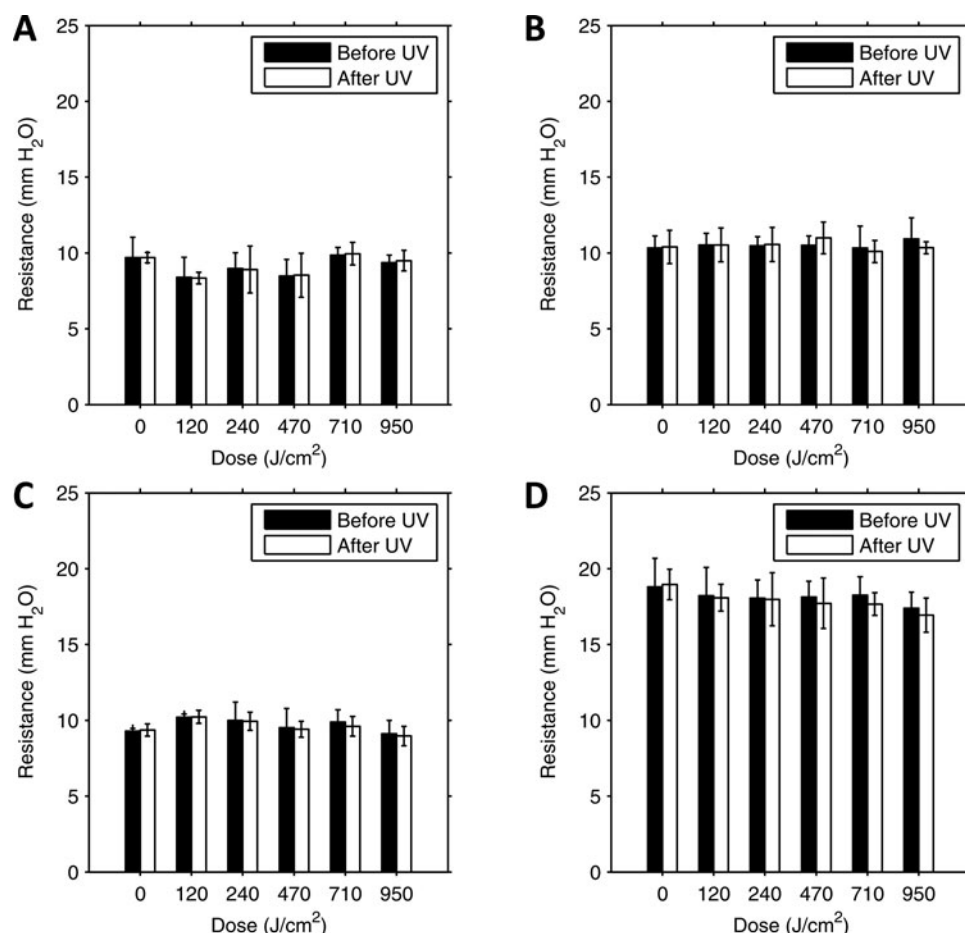 A
25
20
15
10
5
0
Resistance (mm H₂O)
Before UV
After UV
0 120 240 470 710 950
Dose (J/cm²)
B
25
20
15
10
5
0
Resistance (mm H₂O)
Before UV
After UV
0 120 240 470 710 950
Dose (J/cm²)
C
25
20
15
10
5
0
Resistance (mm H₂O)
Before UV
After UV
0 120 240 470 710 950
Dose (J/cm²)
D
25
20
15
10
5
0
Resistance (mm H₂O)
Before UV
After UV
0 120 240 470 710 950
Dose (J/cm²)